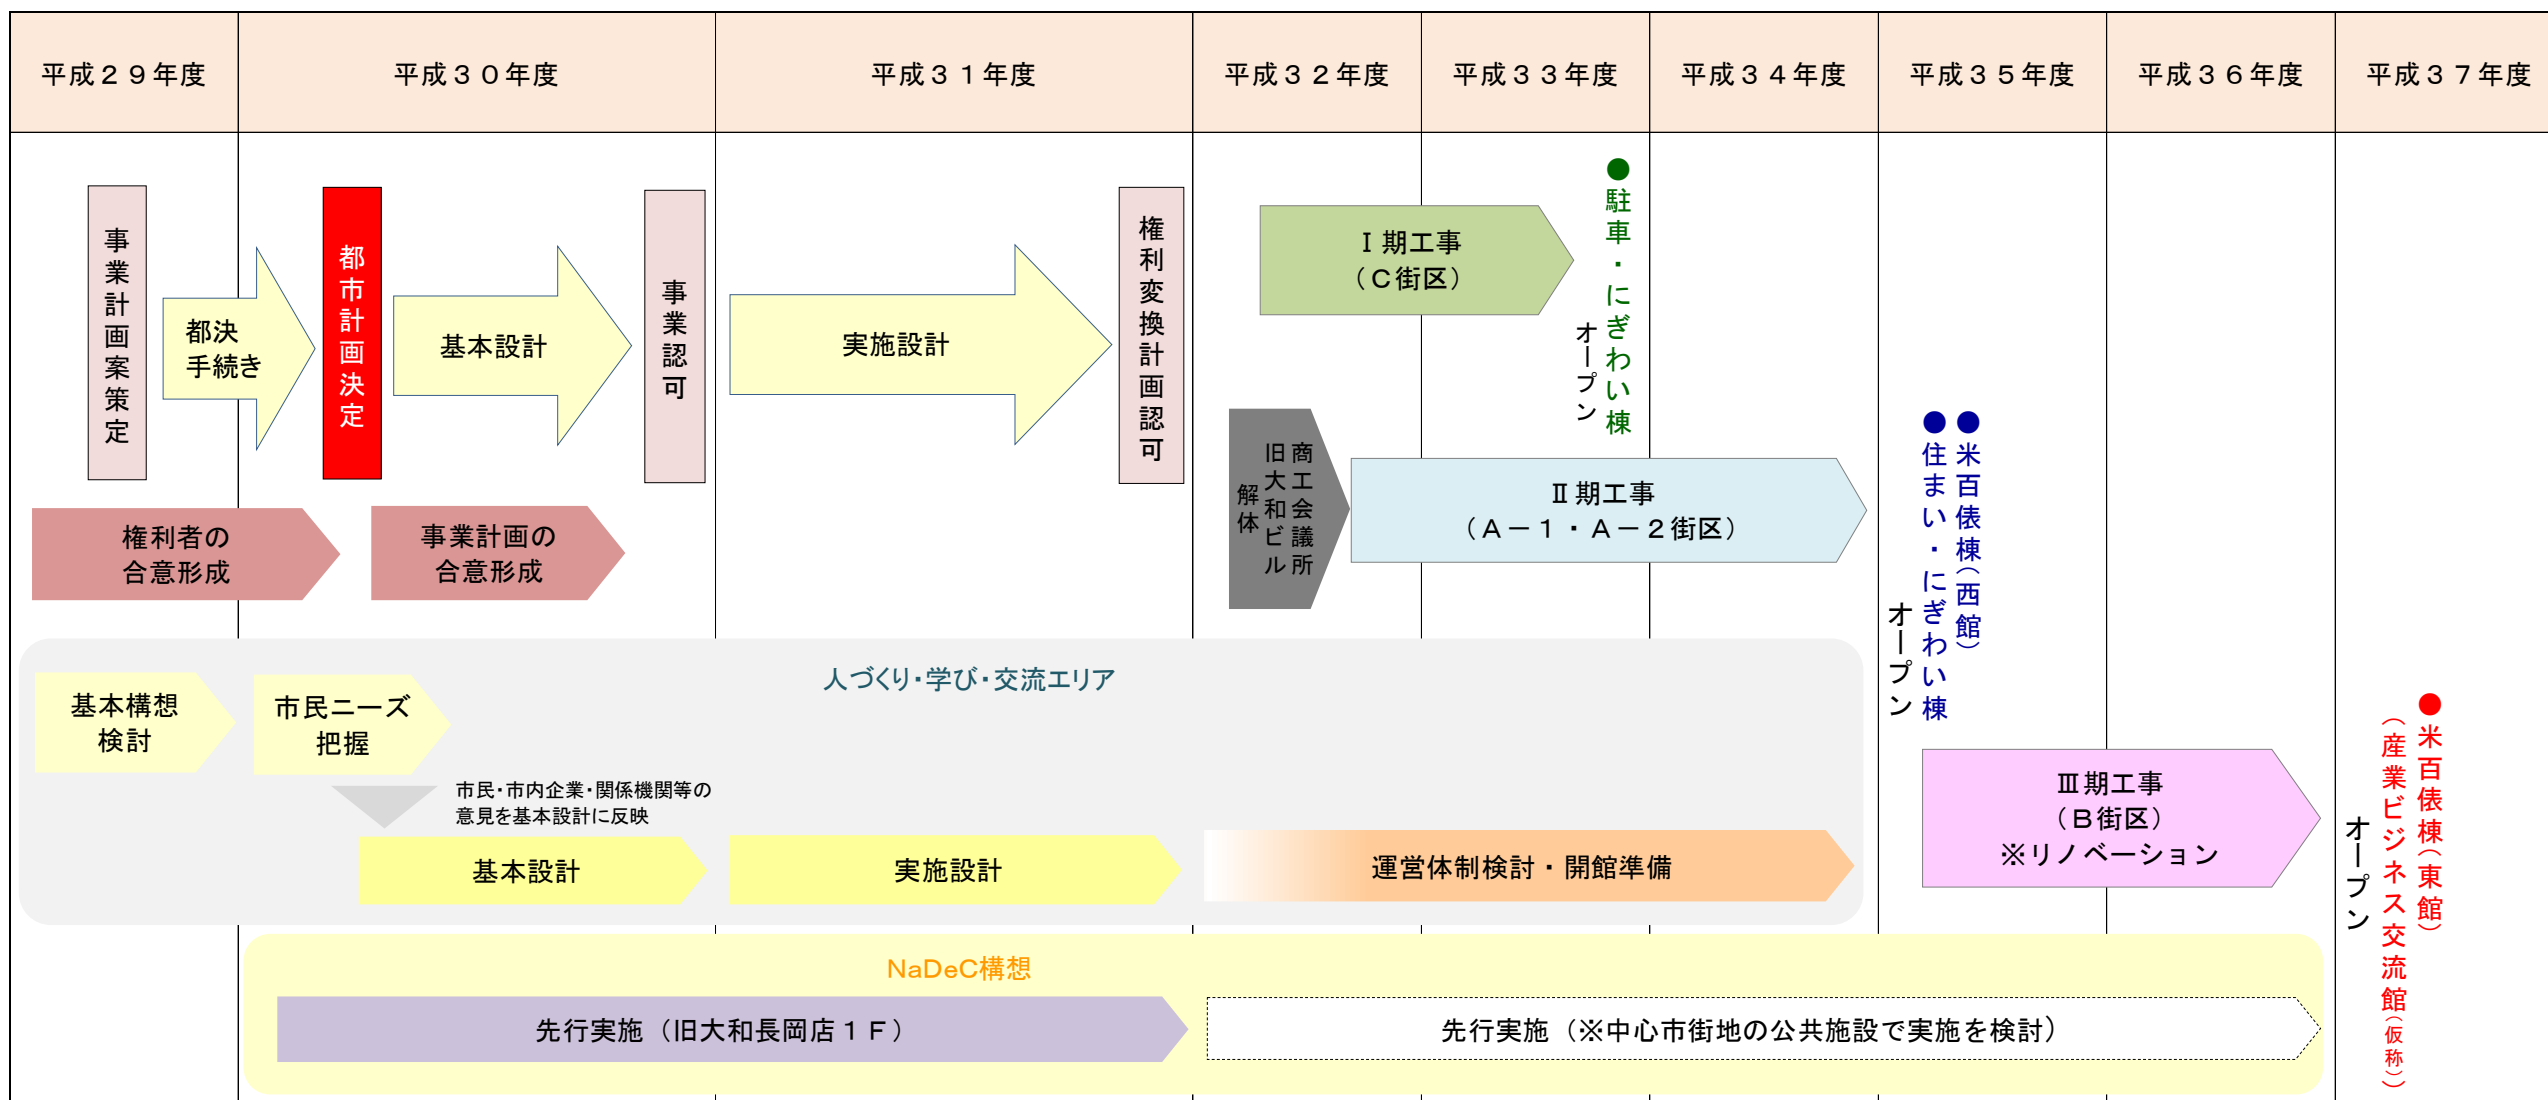 平成２９年度
平成３０年度
平成３１年度
平成３２年度
平成３３年度
平成３４年度
平成３５年度
平成３６年度
平成３７年度
事業計画案策定
都決
手続き
都市計画決定
基本設計
事業認可
実施設計
権利変換計画認可
Ⅰ期工事
（Ｃ街区）
●駐車・にぎわい棟
オープン
権利者の
合意形成
事業計画の
合意形成
商工会議所
旧大和ビル
解体
Ⅱ期工事
（Ａ－１・Ａ－２街区）
●米百俵棟（西館）
●住まい・にぎわい棟
オープン
人づくり・学び・交流エリア
基本構想
検討
市民ニーズ
把握
市民・市内企業・関係機関等の
意見を基本設計に反映
基本設計
実施設計
運営体制検討・開館準備
Ⅲ期工事
（Ｂ街区）
※リノベーション
●米百俵棟（東館）
（産業ビジネス交流館（仮称））
オープン
NaDeC構想
先行実施（旧大和長岡店１Ｆ）
先行実施（※中心市街地の公共施設で実施を検討）